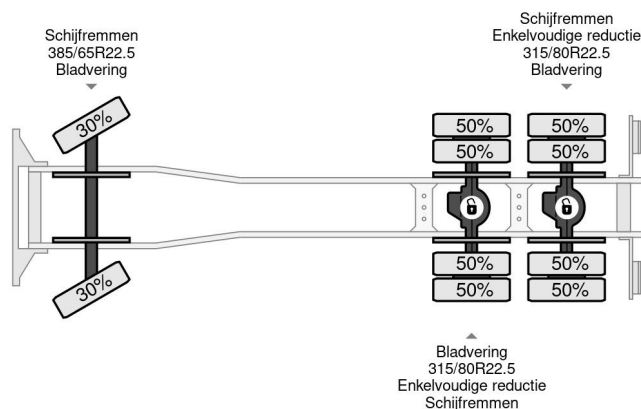 Schijfremmen
385/65R22.5
Bladvering
Schijfremmen
Enkelvoudige reductie
315/80R22.5
Bladvering
30%
50%
50%
50%
50%
30%
50%
50%
50%
50%
Bladvering
315/80R22.5
Enkelvoudige reductie
Schijfremmen